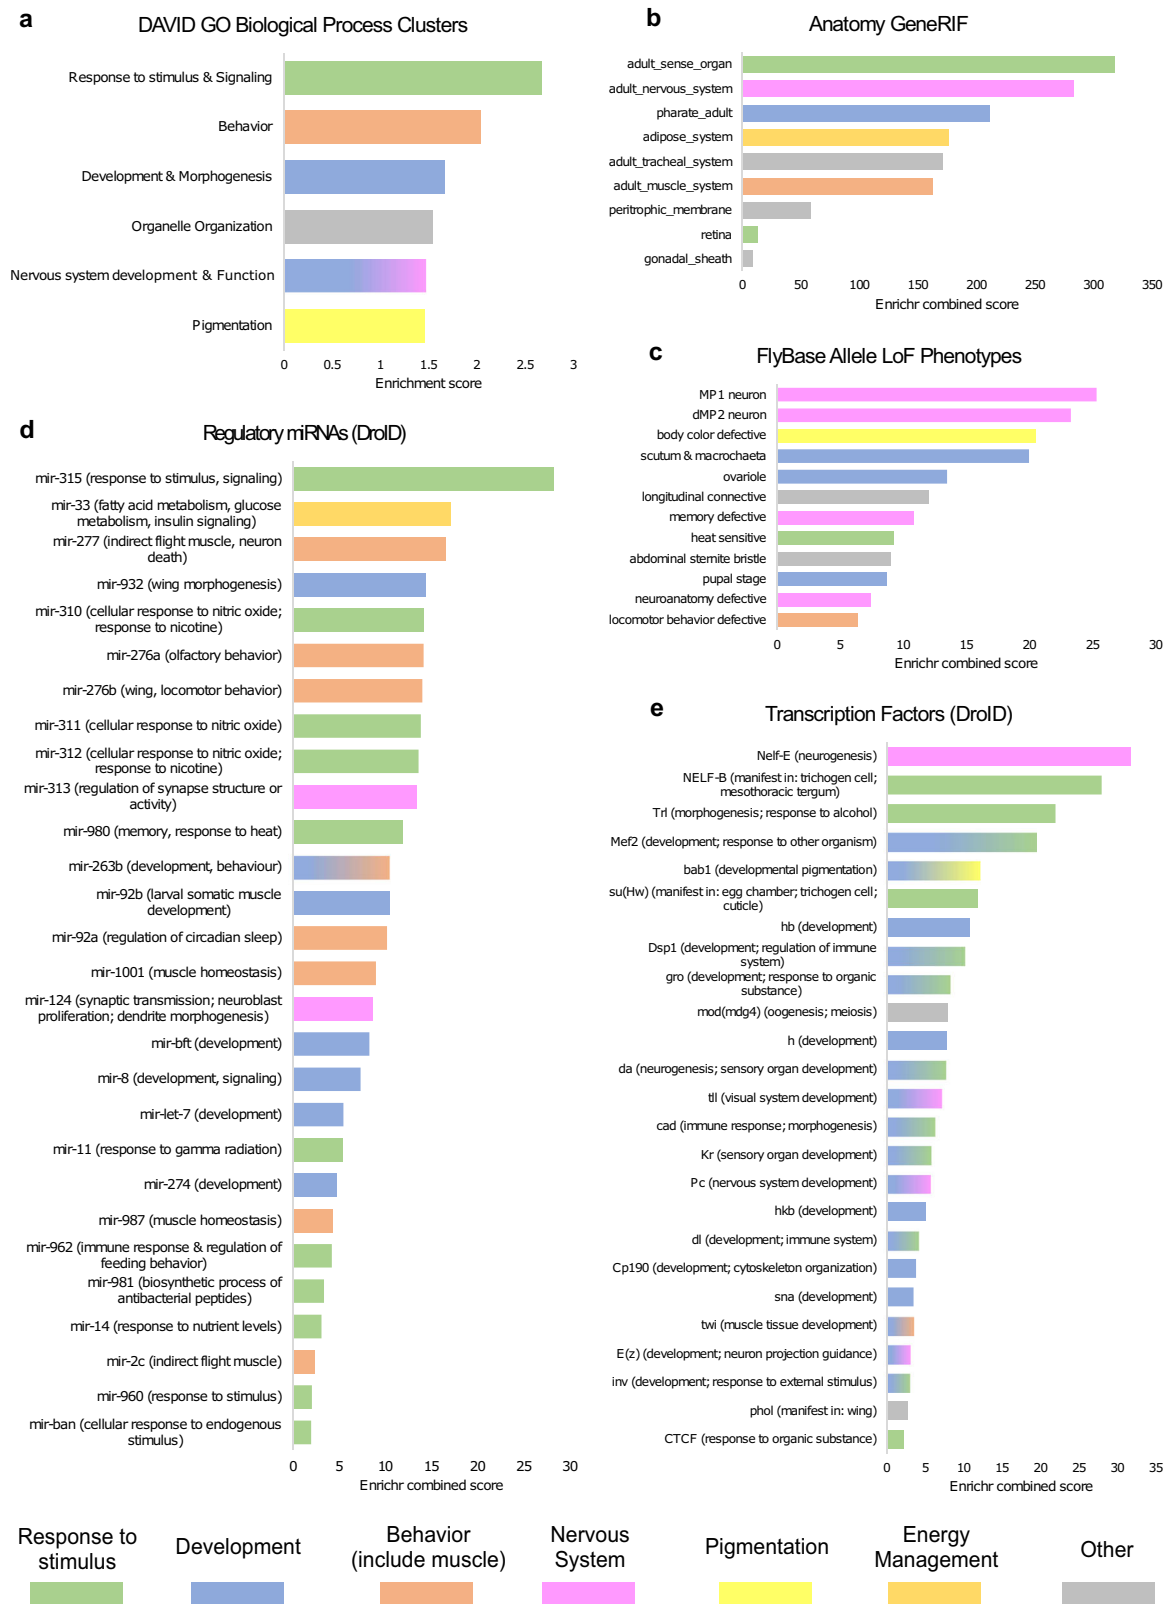 a
DAVID GO Biological Process Clusters
Response to stimulus & Signaling
Behavior
Development & Morphogenesis
Organelle Organization
Nervous system development & Function
Pigmentation
0 0.5 1 1.5 2 2.5 3
Enrichment score
b
Anatomy GeneRIF
adult_sense_organ
adult_nervous_system
pharate_adult
adipose_system
adult_tracheal_system
adult_muscle_system
peritrophic_membrane
retina
gonadal_sheath
0 50 100 150 200 250 300 350
Enrichr combined score
c
FlyBase Allele LoF Phenotypes
MP1 neuron
dMP2 neuron
body color defective
scutum & macrochaeta
ovariole
longitudinal connective
memory defective
heat sensitive
abdominal sternite bristle
pupal stage
neuroanatomy defective
locomotor behavior defective
0 5 10 15 20 25 30
Enrichr combined score
d
Regulatory miRNAs (DroID)
mir-315 (response to stimulus, signaling)
mir-33 (fatty acid metabolism, glucose
metabolism, insulin signaling)
mir-277 (indirect flight muscle, neuron
death)
mir-932 (wing morphogenesis)
mir-310 (cellular response to nitric oxide;
response to nicotine)
mir-276a (olfactory behavior)
mir-276b (wing, locomotor behavior)
mir-311 (cellular response to nitric oxide)
mir-312 (cellular response to nitric oxide;
response to nicotine)
mir-313 (regulation of synapse structure or
activity)
mir-980 (memory, response to heat)
mir-263b (development, behaviour)
mir-92b (larval somatic muscle
development)
mir-92a (regulation of circadian sleep)
mir-1001 (muscle homeostasis)
mir-124 (synaptic transmission; neuroblast
proliferation; dendrite morphogenesis)
mir-bft (development)
mir-8 (development, signaling)
mir-let-7 (development)
mir-11 (response to gamma radiation)
mir-274 (development)
mir-987 (muscle homeostasis)
mir-962 (immune response & regulation of
feeding behavior)
mir-981 (biosynthetic process of
antibacterial peptides)
mir-14 (response to nutrient levels)
mir-2c (indirect flight muscle)
mir-960 (response to stimulus)
mir-ban (cellular response to endogenous
stimulus)
0 5 10 15 20 25 30
Enrichr combined score
e
Transcription Factors (DroID)
Nelf-E (neurogenesis)
NELF-B (manifest in: trichogen cell;
mesothoracic tergum)
Trl (morphogenesis; response to alcohol)
Mef2 (development; response to other organism)
bab1 (developmental pigmentation)
su(Hw) (manifest in: egg chamber; trichogen cell;
cuticle)
hb (development)
Dsp1 (development; regulation of immune
system)
gro (development; response to organic
substance)
mod(mdg4) (oogenesis; meiosis)
h (development)
da (neurogenesis; sensory organ development)
tll (visual system development)
cad (immune response; morphogenesis)
Kr (sensory organ development)
Pc (nervous system development)
hkb (development)
dl (development; immune system)
Cp190 (development; cytoskeleton organization)
sna (development)
twi (muscle tissue development)
E(z) (development; neuron projection guidance)
inv (development; response to external stimulus)
phol (manifest in: wing)
CTCF (response to organic substance)
0 5 10 15 20 25 30 35
Enrichr combined score
Response to
stimulus
Development
Behavior
(include muscle)
Nervous
System
Pigmentation
Energy
Management
Other